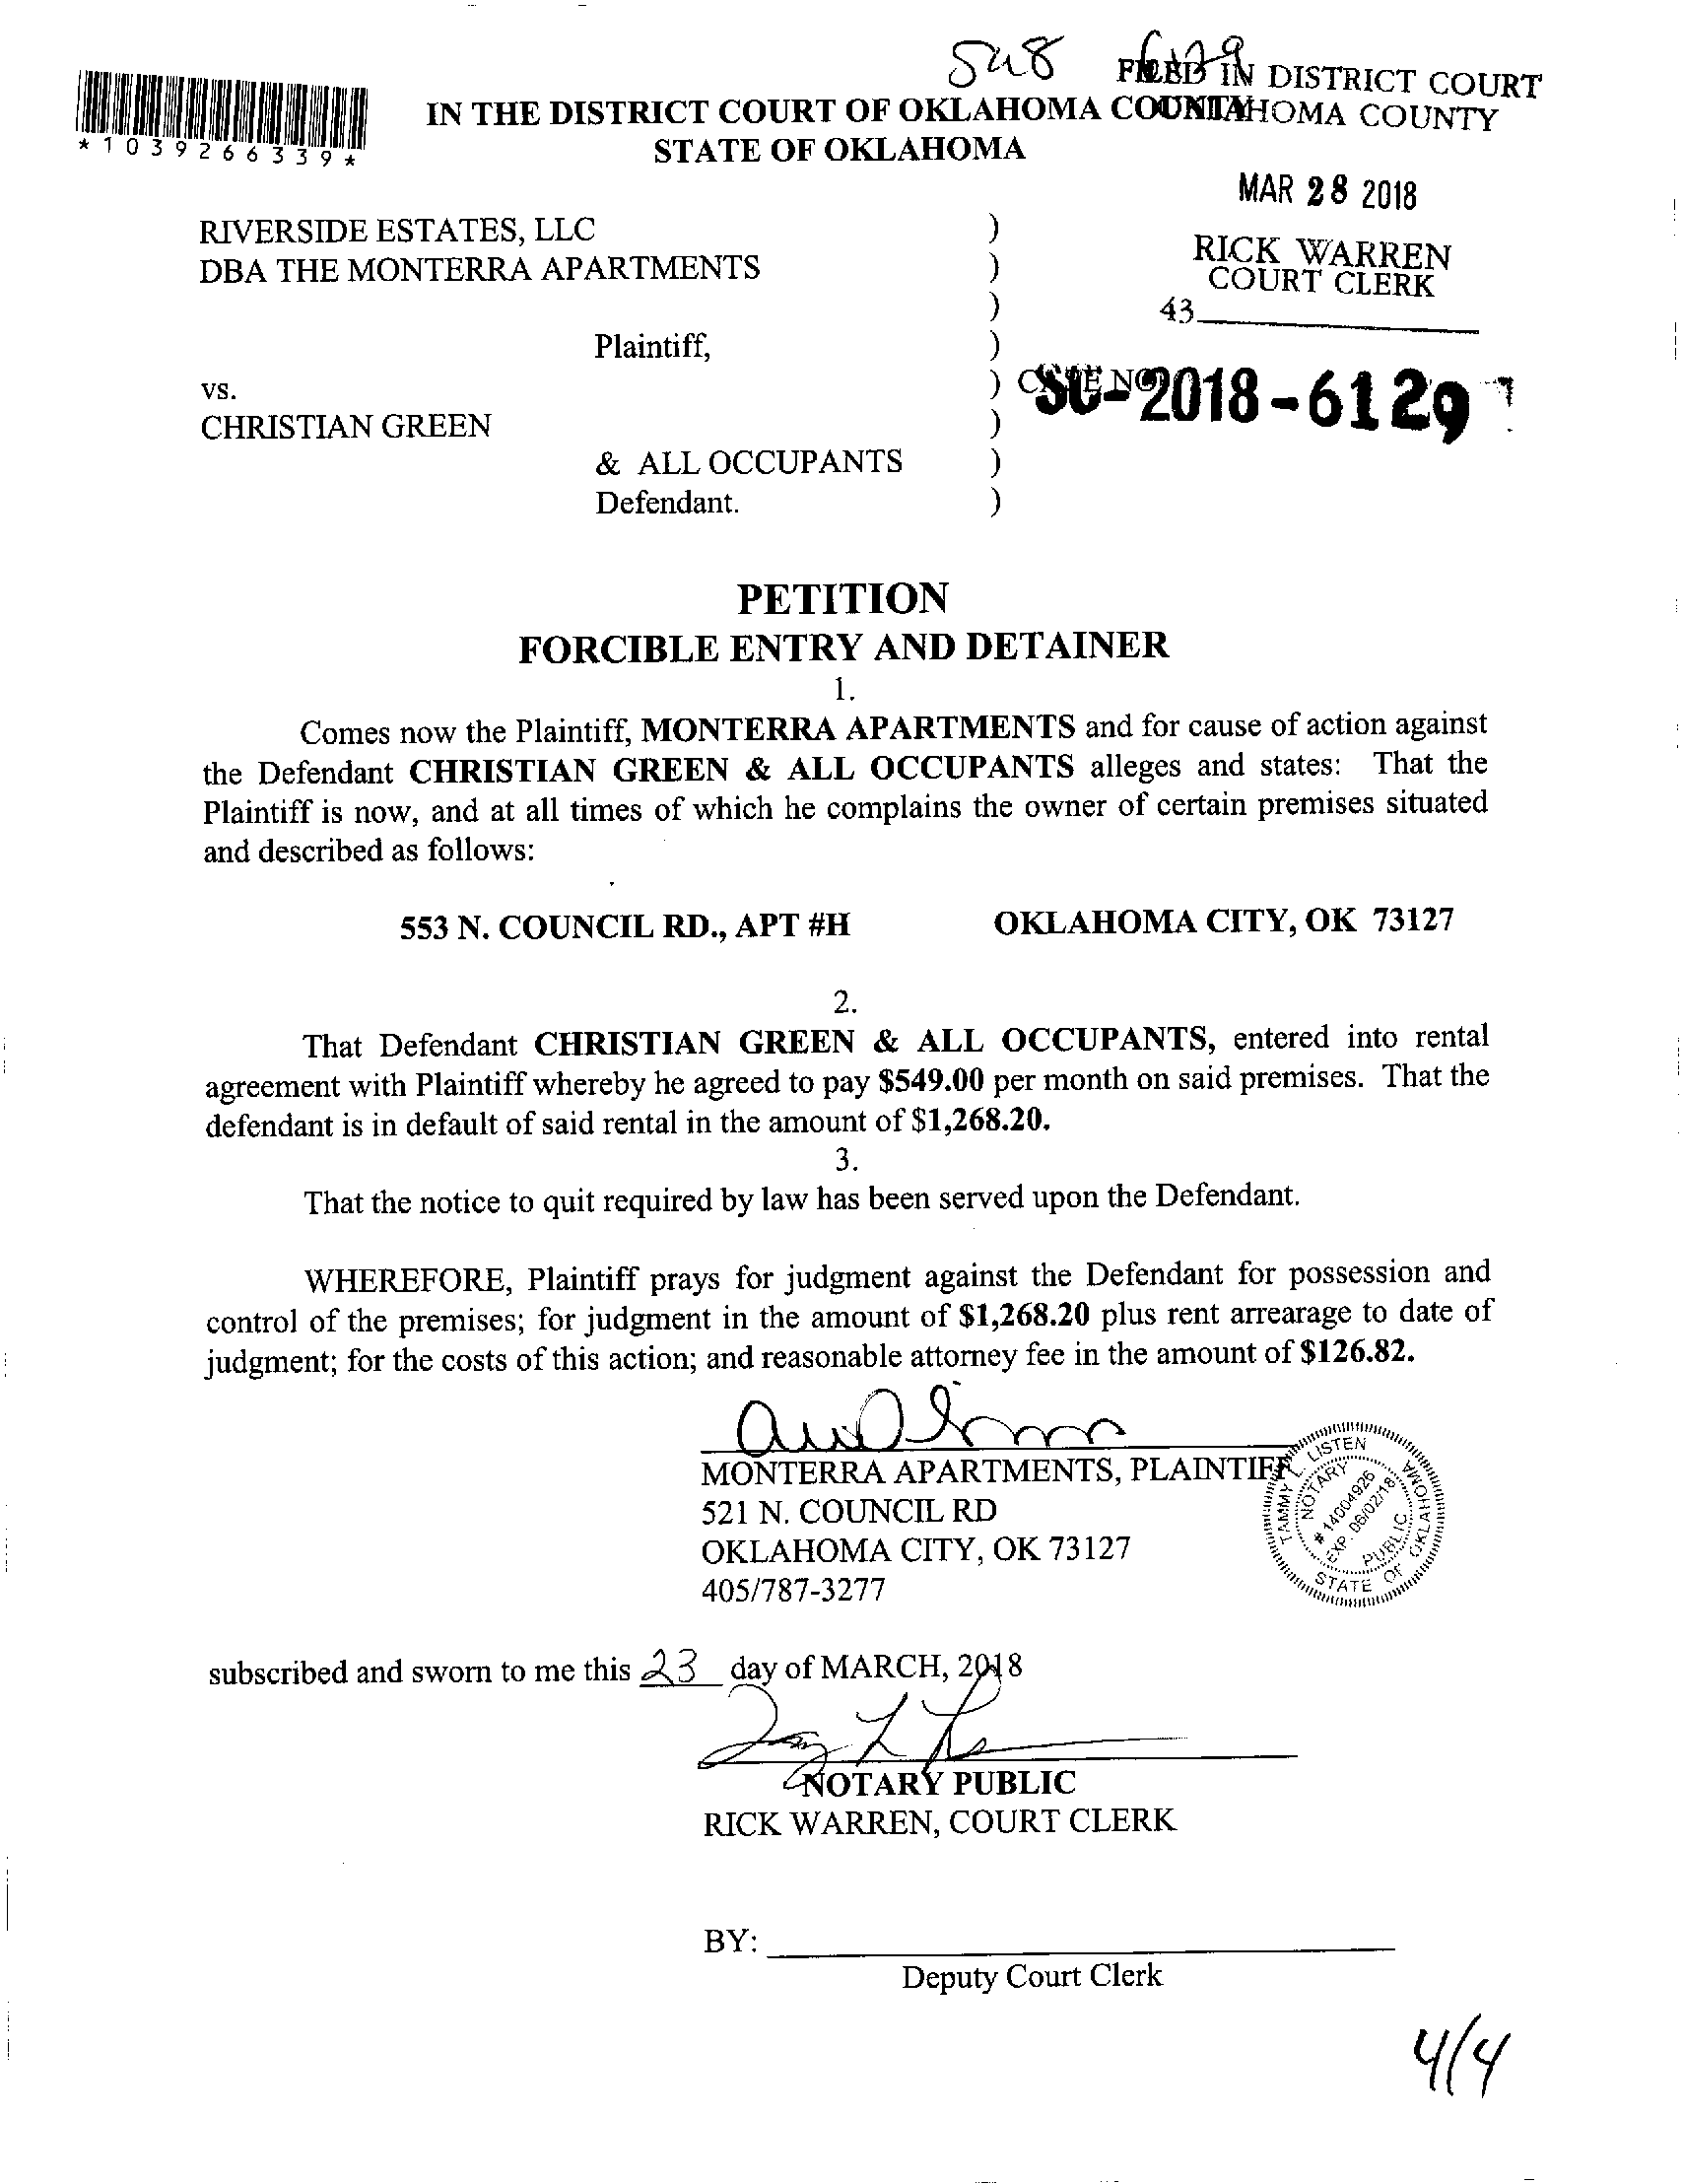 548 6129
FILED IN DISTRICT COURT
OKLAHOMA COUNTY
IN THE DISTRICT COURT OF OKLAHOMA COUNTY
STATE OF OKLAHOMA
*1039266339*
MAR 28 2018
RICK WARREN
COURT CLERK
43
RIVERSIDE ESTATES, LLC )
DBA THE MONTERRA APARTMENTS )
)
Plaintiff, )
vs. ) CASE NO.
SC-2018-6129
CHRISTIAN GREEN )
& ALL OCCUPANTS )
Defendant. )
PETITION
FORCIBLE ENTRY AND DETAINER
1.
Comes now the Plaintiff, MONTERRA APARTMENTS and for cause of action against
the Defendant CHRISTIAN GREEN & ALL OCCUPANTS alleges and states: That the
Plaintiff is now, and at all times of which he complains the owner of certain premises situated
and described as follows:
553 N. COUNCIL RD., APT #H OKLAHOMA CITY, OK 73127
2.
That Defendant CHRISTIAN GREEN & ALL OCCUPANTS, entered into rental
agreement with Plaintiff whereby he agreed to pay $549.00 per month on said premises. That the
defendant is in default of said rental in the amount of $1,268.20.
3.
That the notice to quit required by law has been served upon the Defendant.
WHEREFORE, Plaintiff prays for judgment against the Defendant for possession and
control of the premises; for judgment in the amount of $1,268.20 plus rent arrearage to date of
judgment; for the costs of this action; and reasonable attorney fee in the amount of $126.82.
MONTERRA APARTMENTS, PLAINTIFF
521 N. COUNCIL RD
OKLAHOMA CITY, OK 73127
405/787-3277
TAMMY L. LISTEN
NOTARY
# 14004926
EXP. 06/02/18
PUBLIC
STATE OF OKLAHOMA
subscribed and sworn to me this 23 day of MARCH, 2018
NOTARY PUBLIC
RICK WARREN, COURT CLERK
BY:
Deputy Court Clerk
4/4